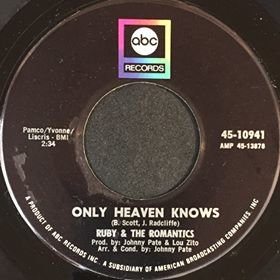 abc
RECORDS
Pamco/Yvonne/
Liscris - BMI
2:34
45-10941
AMP 45-13878
ONLY HEAVEN KNOWS
(B. Scott, J. Radcliffe)
RUBY & THE ROMANTICS
Prod. by: Johnny Pate & Lou Zito
Arr. & Cond. by: Johnny Pate
A PRODUCT OF ABC RECORDS INC. • A SUBSIDIARY OF AMERICAN BROADCASTING COMPANIES INC.